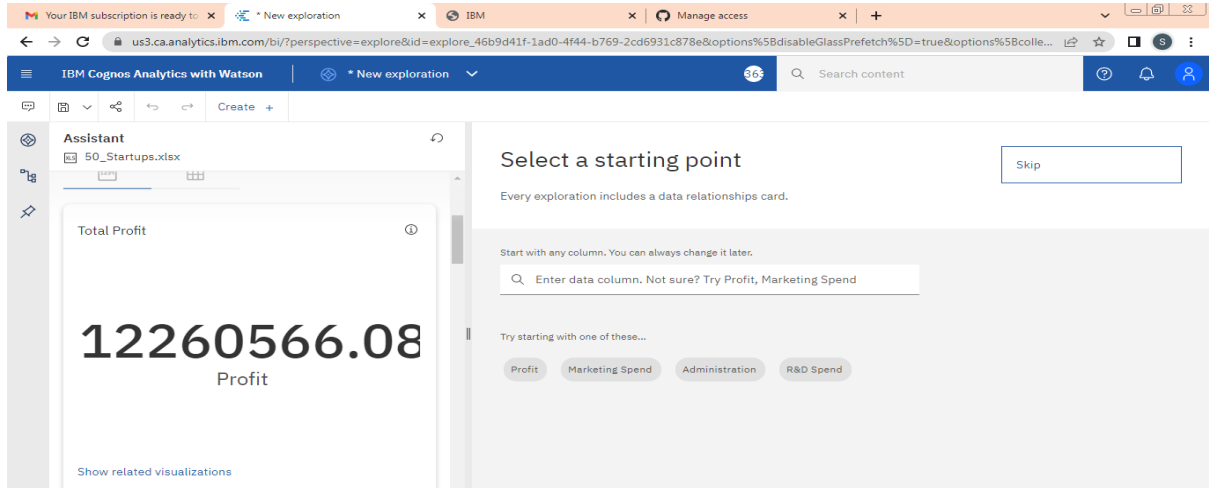 Your IBM subscription is ready to
* New exploration
IBM
Manage access
us3.ca.analytics.ibm.com/bi/?perspective=explore&id=explore_46b9d41f-1ad0-4f44-b769-2cd6931c878e&options%5BdisableGlassPrefetch%5D=true&options%5Bcolle...
S
IBM Cognos Analytics with Watson
* New exploration
363
Search content
Create +
Assistant
XLS 50_Startups.xlsx
Total Profit
12260566.08
Profit
Show related visualizations
Select a starting point
Skip
Every exploration includes a data relationships card.
Start with any column. You can always change it later.
Enter data column. Not sure? Try Profit, Marketing Spend
Try starting with one of these...
Profit Marketing Spend Administration R&D Spend